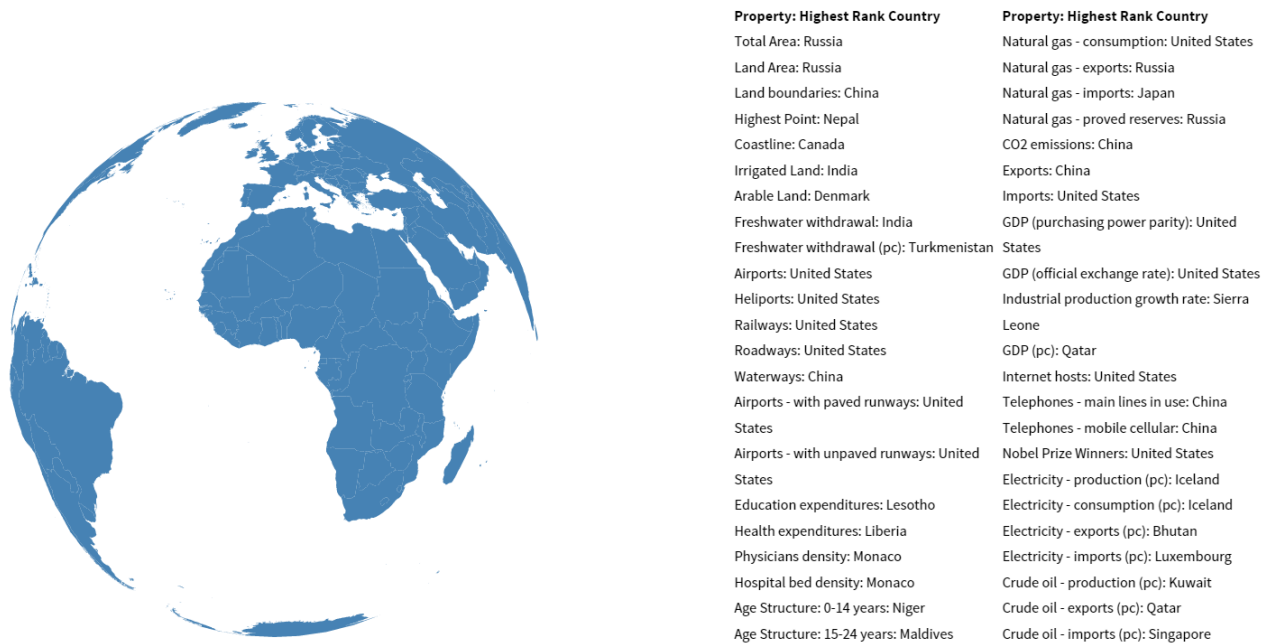 Property: Highest Rank Country
Total Area: Russia
Land Area: Russia
Land boundaries: China
Highest Point: Nepal
Coastline: Canada
Irrigated Land: India
Arable Land: Denmark
Freshwater withdrawal: India
Freshwater withdrawal (pc): Turkmenistan
Airports: United States
Heliports: United States
Railways: United States
Roadways: United States
Waterways: China
Airports - with paved runways: United
States
Airports - with unpaved runways: United
States
Education expenditures: Lesotho
Health expenditures: Liberia
Physicians density: Monaco
Hospital bed density: Monaco
Age Structure: 0-14 years: Niger
Age Structure: 15-24 years: Maldives
Property: Highest Rank Country
Natural gas - consumption: United States
Natural gas - exports: Russia
Natural gas - imports: Japan
Natural gas - proved reserves: Russia
CO2 emissions: China
Exports: China
Imports: United States
GDP (purchasing power parity): United
States
GDP (official exchange rate): United States
Industrial production growth rate: Sierra
Leone
GDP (pc): Qatar
Internet hosts: United States
Telephones - main lines in use: China
Telephones - mobile cellular: China
Nobel Prize Winners: United States
Electricity - production (pc): Iceland
Electricity - consumption (pc): Iceland
Electricity - exports (pc): Bhutan
Electricity - imports (pc): Luxembourg
Crude oil - production (pc): Kuwait
Crude oil - exports (pc): Qatar
Crude oil - imports (pc): Singapore